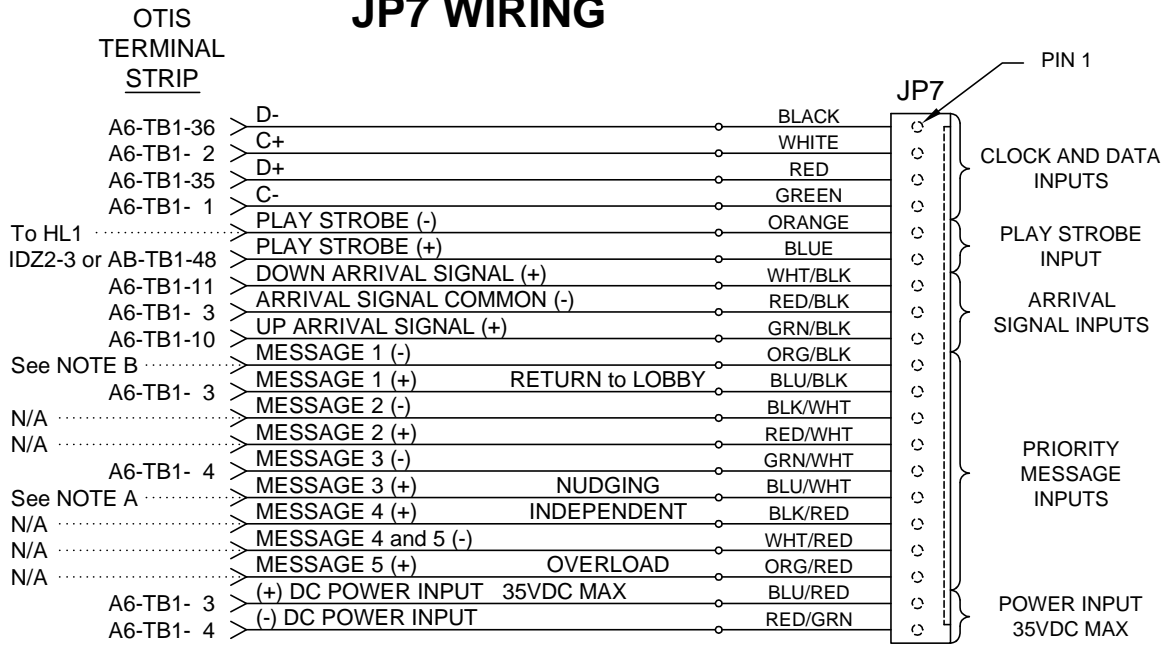 JP7 WIRING
OTIS
TERMINAL
STRIP
PIN 1
JP7
A6-TB1-36 D- BLACK
A6-TB1- 2 C+ WHITE
A6-TB1-35 D+ RED
A6-TB1- 1 C- GREEN
To HL1 PLAY STROBE (-) ORANGE
IDZ2-3 or AB-TB1-48 PLAY STROBE (+) BLUE
A6-TB1-11 DOWN ARRIVAL SIGNAL (+) WHT/BLK
A6-TB1- 3 ARRIVAL SIGNAL COMMON (-) RED/BLK
A6-TB1-10 UP ARRIVAL SIGNAL (+) GRN/BLK
See NOTE B MESSAGE 1 (-) ORG/BLK
A6-TB1- 3 MESSAGE 1 (+) RETURN to LOBBY BLU/BLK
N/A MESSAGE 2 (-) BLK/WHT
N/A MESSAGE 2 (+) RED/WHT
A6-TB1- 4 MESSAGE 3 (-) GRN/WHT
See NOTE A MESSAGE 3 (+) NUDGING BLU/WHT
N/A MESSAGE 4 (+) INDEPENDENT BLK/RED
N/A MESSAGE 4 and 5 (-) WHT/RED
N/A MESSAGE 5 (+) OVERLOAD ORG/RED
A6-TB1- 3 (+) DC POWER INPUT 35VDC MAX BLU/RED
A6-TB1- 4 (-) DC POWER INPUT RED/GRN
CLOCK AND DATA
INPUTS
PLAY STROBE
INPUT
ARRIVAL
SIGNAL INPUTS
PRIORITY
MESSAGE
INPUTS
POWER INPUT
35VDC MAX